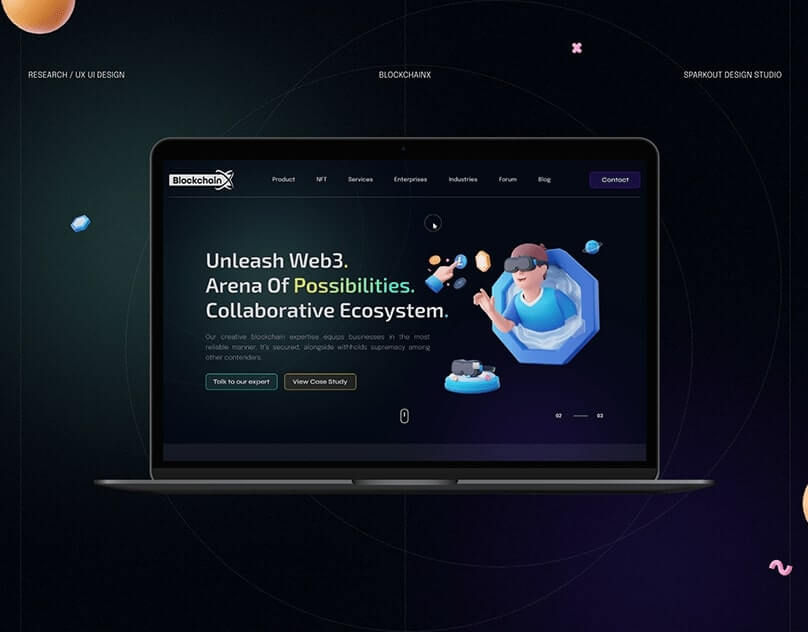 RESEARCH / UX UI DESIGN
BLOCKCHAINX
SPARKOUT DESIGN STUDIO
BlockchainX
Product NFT Services Enterprises Industries Forum Blog Contact
Unleash Web3.
Arena Of Possibilities.
Collaborative Ecosystem.
Our creative blockchain expertise equips businesses in the most
reliable manner. It's secured, alongside withholds supremacy among
other contenders.
Talk to our expert View Case Study
02 03